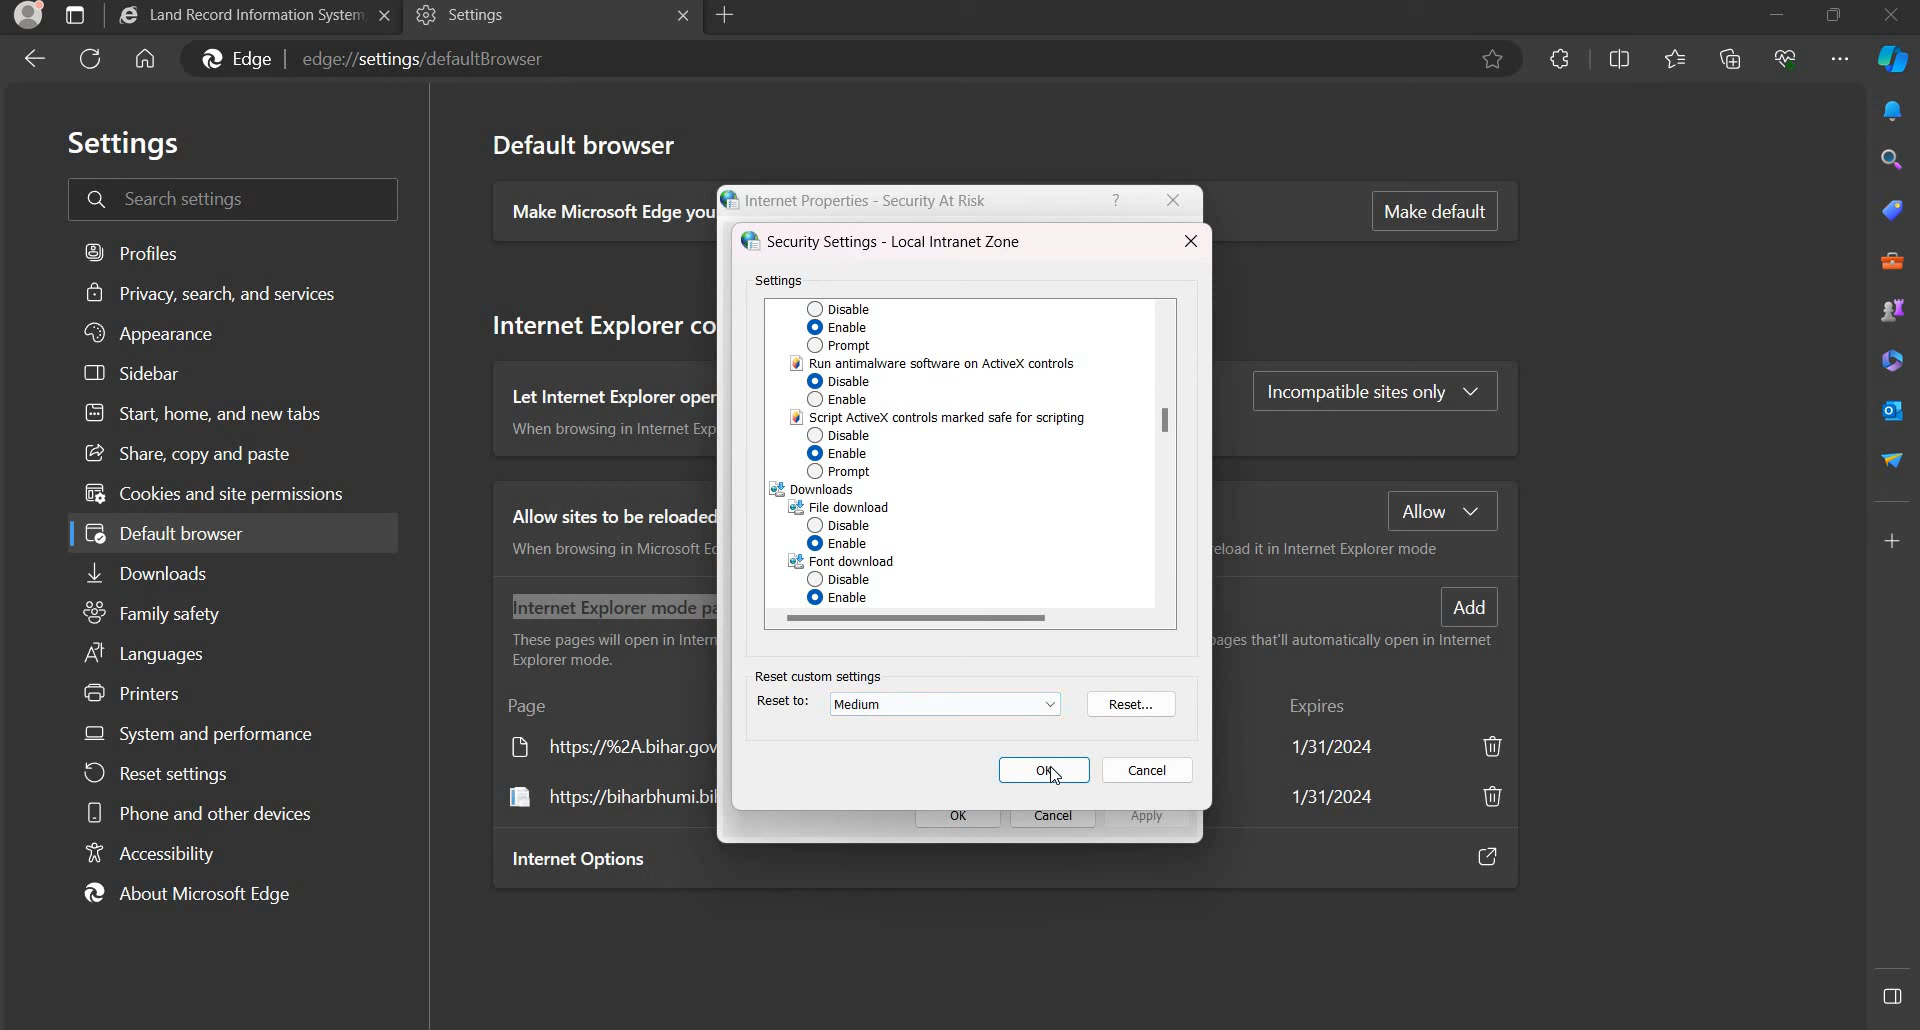 Land Record Information System
Settings
Edge
edge://settings/defaultBrowser
Settings
Search settings
Profiles
Privacy, search, and services
Appearance
Sidebar
Start, home, and new tabs
Share, copy and paste
Cookies and site permissions
Default browser
Downloads
Family safety
Languages
Printers
System and performance
Reset settings
Phone and other devices
Accessibility
About Microsoft Edge
Default browser
Make Microsoft Edge you
Make default
Internet Explorer co
Let Internet Explorer oper
When browsing in Internet Exp
Incompatible sites only
Allow sites to be reloaded
When browsing in Microsoft Ed
reload it in Internet Explorer mode
Allow
Internet Explorer mode pa
These pages will open in Intern
pages that'll automatically open in Internet
Explorer mode.
Add
Page
Expires
https://%2A.bihar.gov
1/31/2024
https://biharbhumi.bi
1/31/2024
Internet Options
Internet Properties - Security At Risk
?
Security Settings - Local Intranet Zone
Settings
Disable
Enable
Prompt
Run antimalware software on ActiveX controls
Disable
Enable
Script ActiveX controls marked safe for scripting
Disable
Enable
Prompt
Downloads
File download
Disable
Enable
Font download
Disable
Enable
Reset custom settings
Reset to:
Medium
Reset...
OK
Cancel
OK
Cancel
Apply